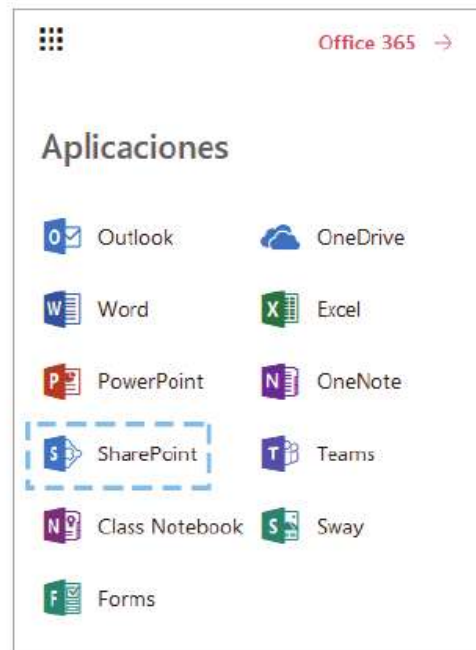 Office 365 →
Aplicaciones
Outlook OneDrive
Word Excel
PowerPoint OneNote
SharePoint Teams
Class Notebook Sway
Forms